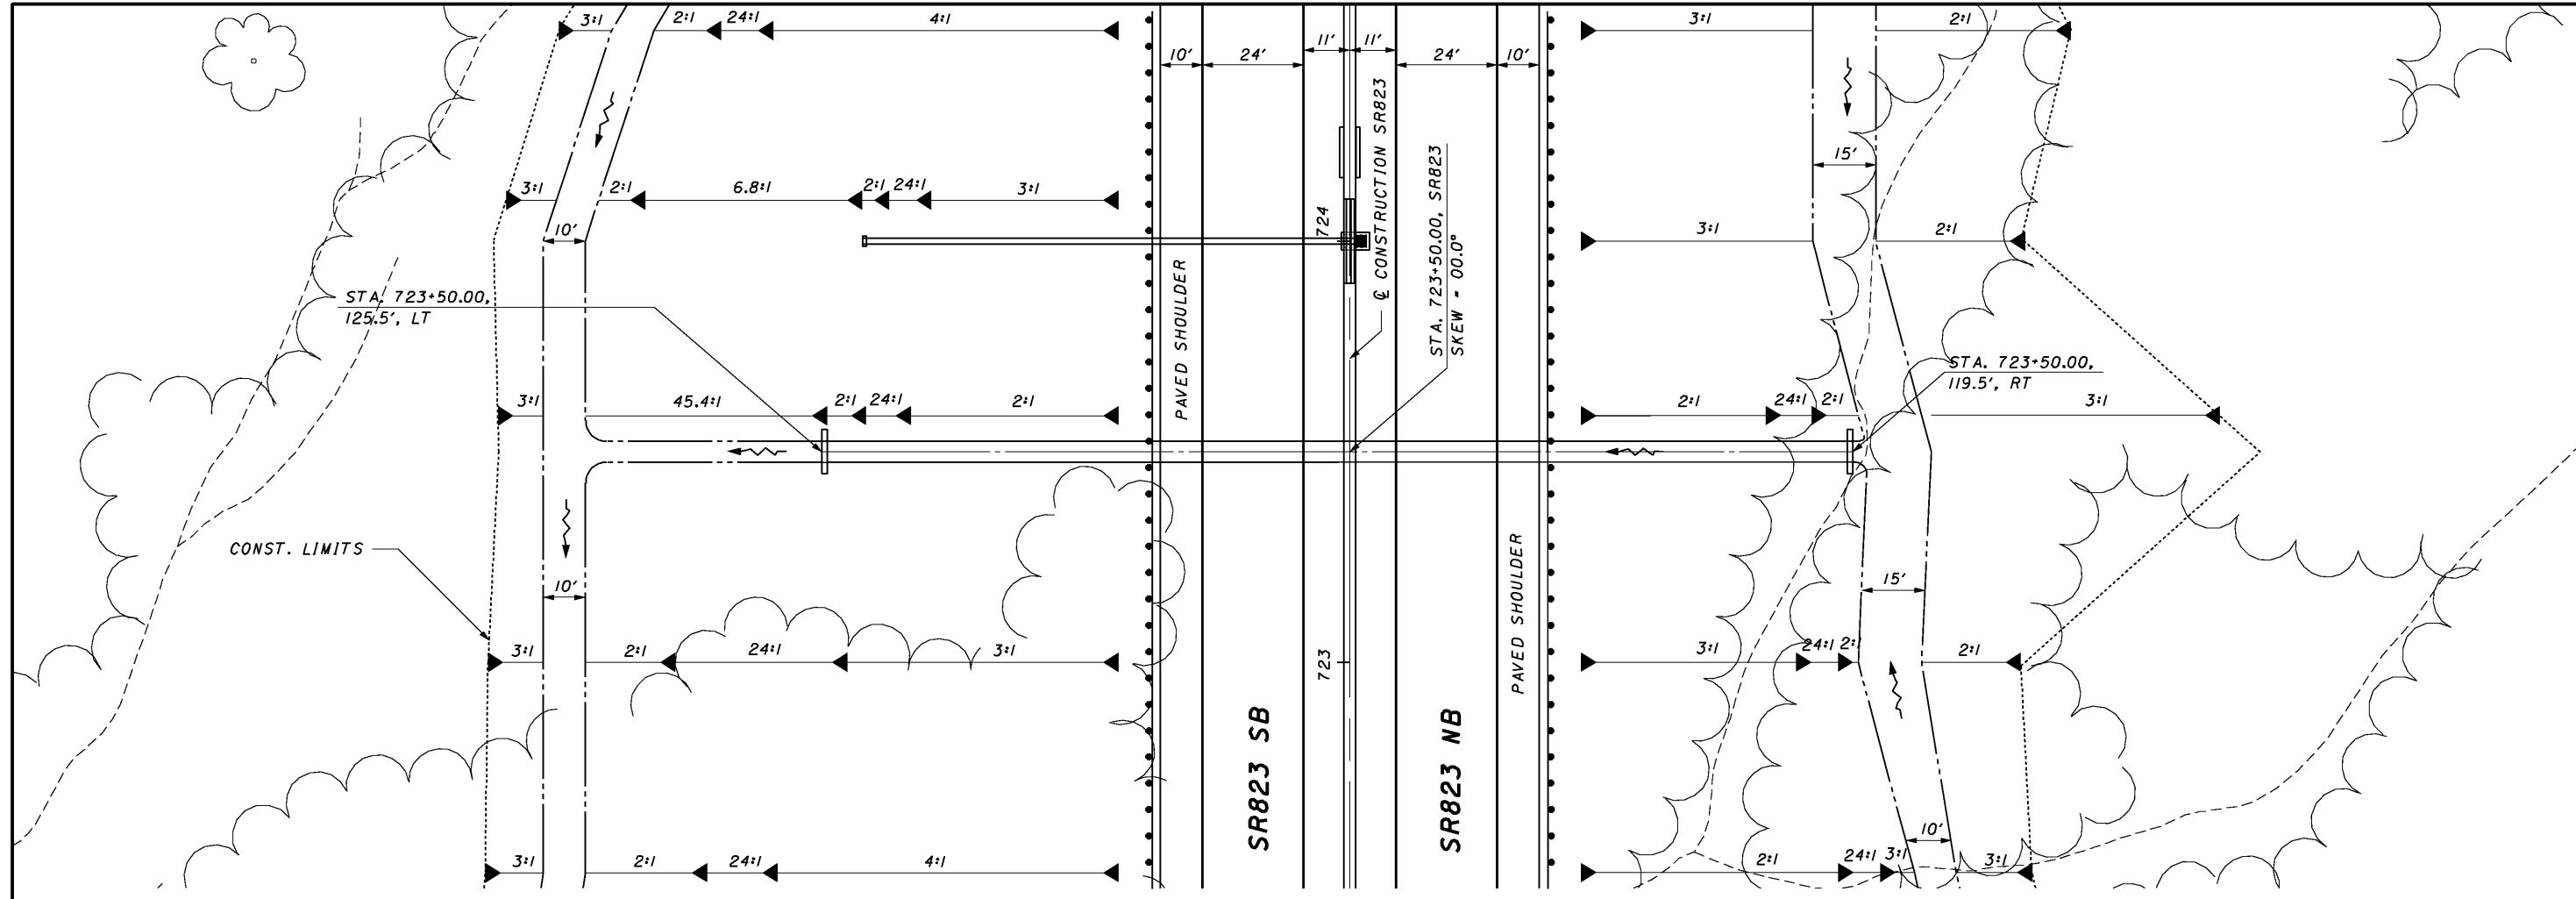 3:1 2:1 24:1 4:1 3:1 2:1
10' 24' 11' 11' 24' 10'
15'
3:1 2:1 6.8:1 2:1 24:1 3:1
10' 3:1 2:1
724
℄ CONSTRUCTION SR823
STA. 723+50.00, SR823
SKEW = 00.0°
PAVED SHOULDER
STA. 723+50.00,
125.5', LT
STA. 723+50.00,
119.5', RT
3:1 45.4:1 2:1 24:1 2:1 2:1 24:1 2:1 3:1
CONST. LIMITS
10' 15'
PAVED SHOULDER
3:1 2:1 24:1 3:1 3:1 24:1 2:1 2:1
723
SR823 SB
SR823 NB
10'
3:1 2:1 24:1 4:1 2:1 24:1 3:1 3:1